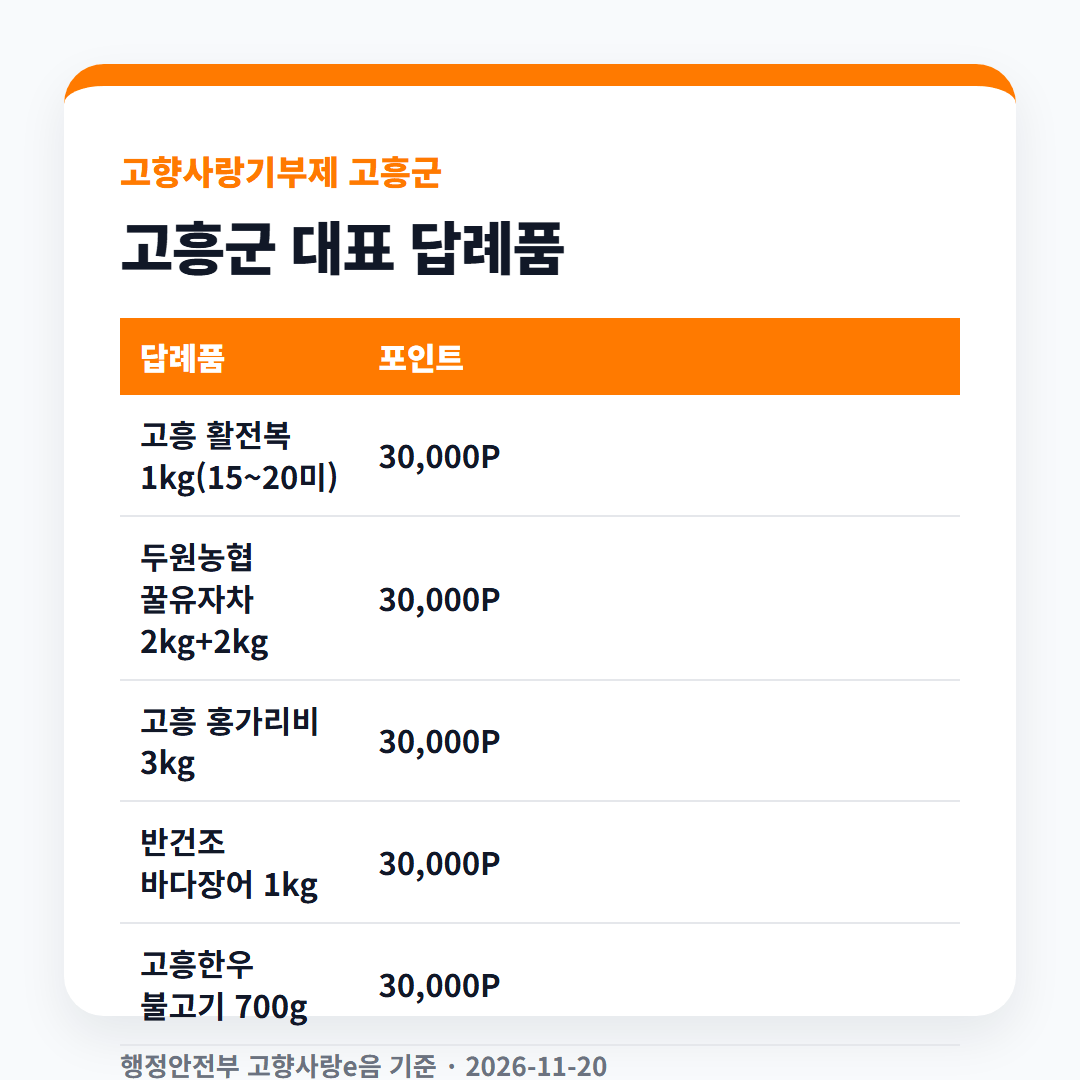 고향사랑기부제 고흥군
고흥군 대표 답례품
답례품 포인트
고흥 활전복
1kg(15~20미) 30,000P
두원농협
꿀유자차 30,000P
2kg+2kg
고흥 홍가리비
3kg 30,000P
반건조
바다장어 1kg 30,000P
고흥한우
불고기 700g 30,000P
행정안전부 고향사랑e음 기준 · 2026-11-20